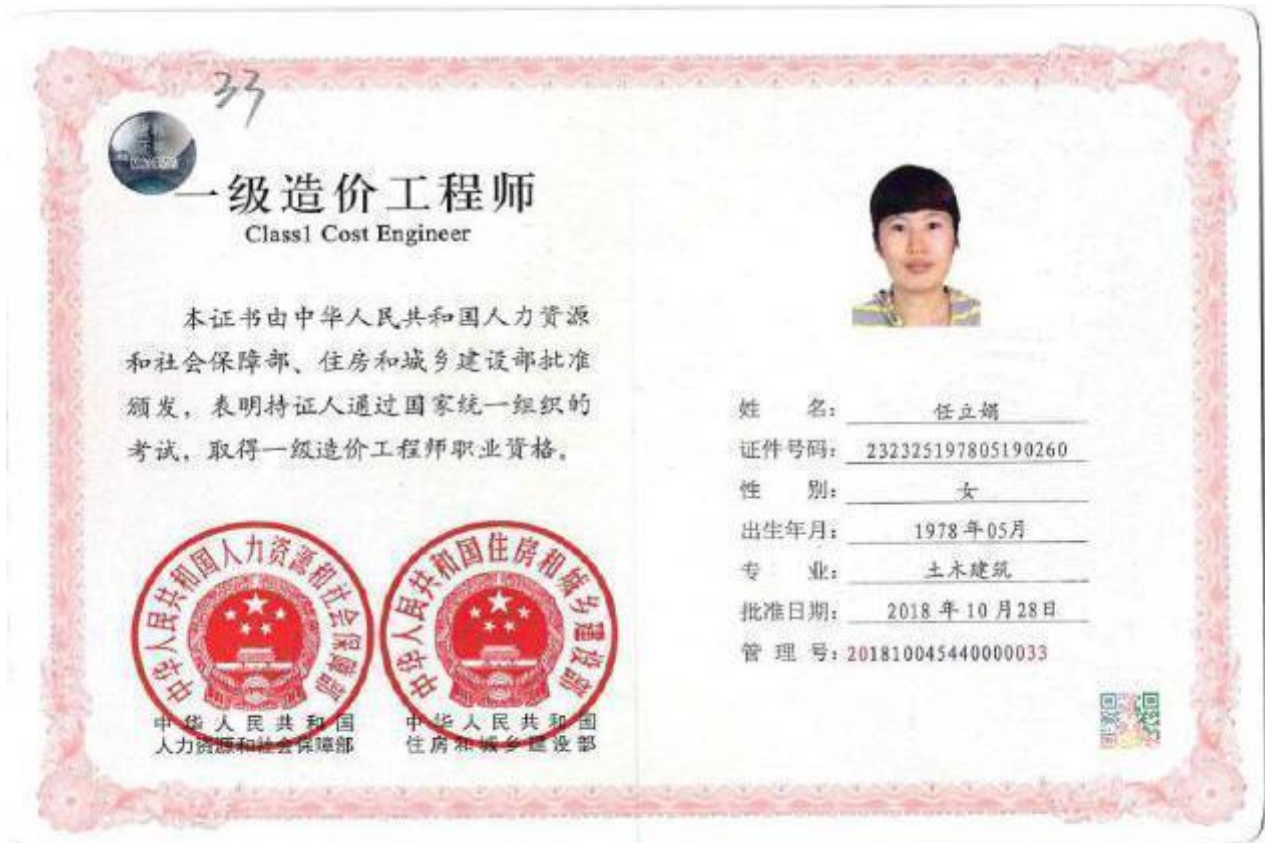 33
一级造价工程师
Class1 Cost Engineer
本证书由中华人民共和国人力资源
和社会保障部、住房和城乡建设部批准
颁发，表明持证人通过国家统一组织的
考试，取得一级造价工程师职业资格。
中华人民共和国人力资源和社会保障部
中华人民共和国住房和城乡建设部
中华人民共和国
人力资源和社会保障部
中华人民共和国
住房和城乡建设部
姓 名：任立娟
证件号码：232325197805190260
性 别：女
出生年月：1978年05月
专 业：土木建筑
批准日期：2018年10月28日
管 理 号：201810045440000033